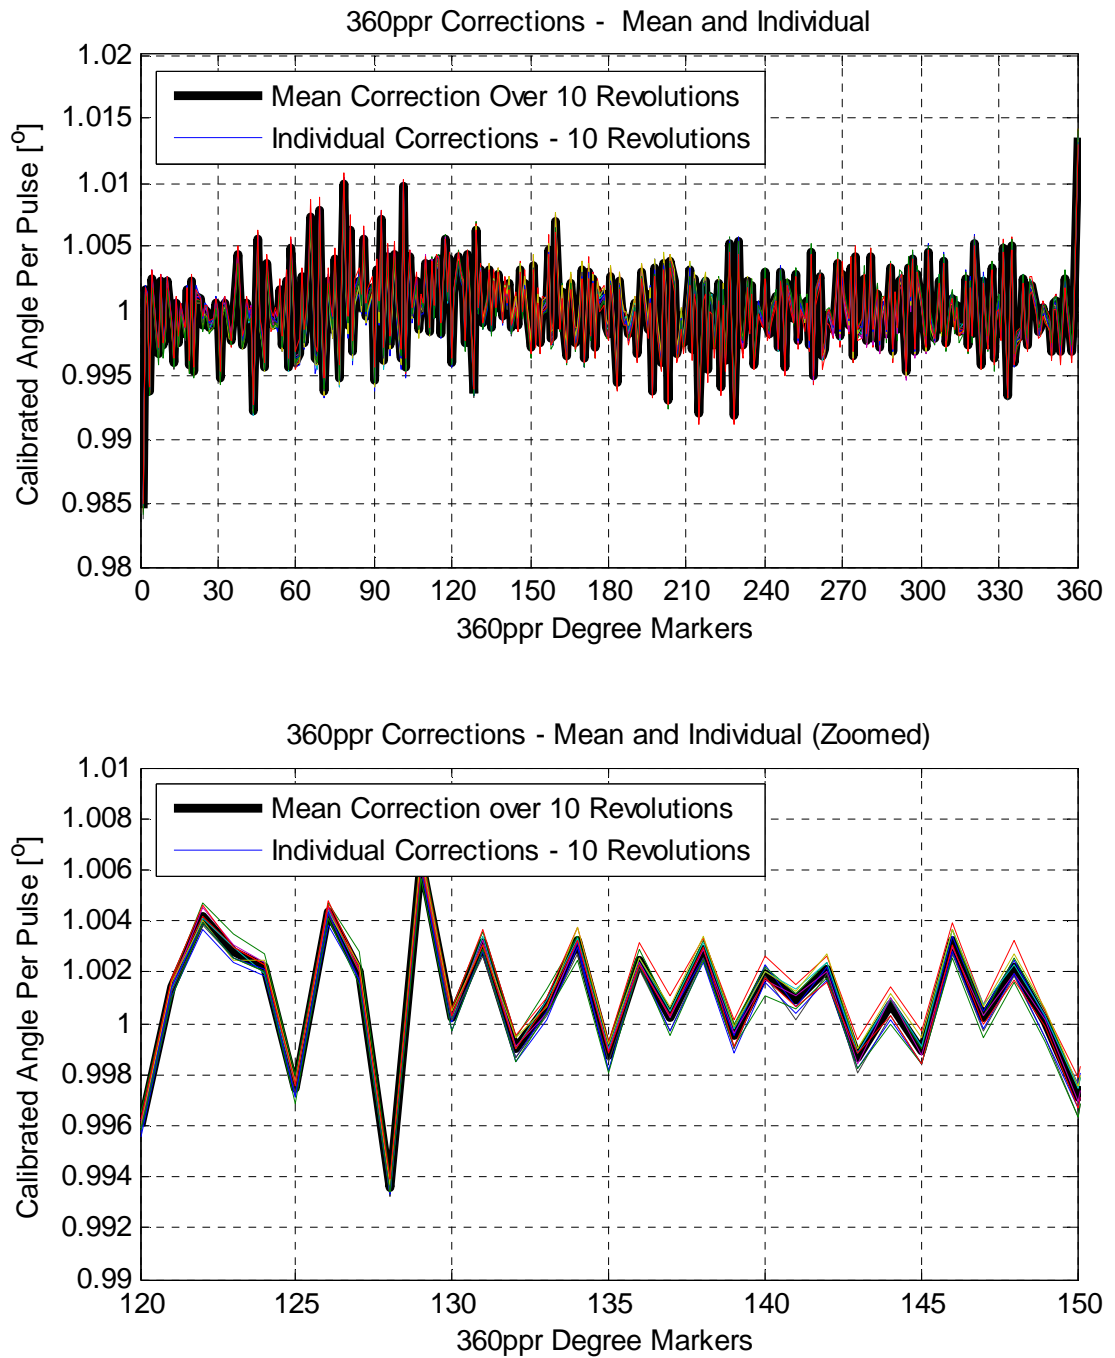 360ppr Corrections -  Mean and Individual
1.02
1.015
1.01
1.005
1
0.995
0.99
0.985
0.98
Calibrated Angle Per Pulse [o]
Mean Correction Over 10 Revolutions
Individual Corrections - 10 Revolutions
0 30 60 90 120 150 180 210 240 270 300 330 360
360ppr Degree Markers
360ppr Corrections - Mean and Individual (Zoomed)
1.01
1.008
1.006
1.004
1.002
1
0.998
0.996
0.994
0.992
0.99
Calibrated Angle Per Pulse [o]
Mean Correction over 10 Revolutions
Individual Corrections - 10 Revolutions
120 125 130 135 140 145 150
360ppr Degree Markers